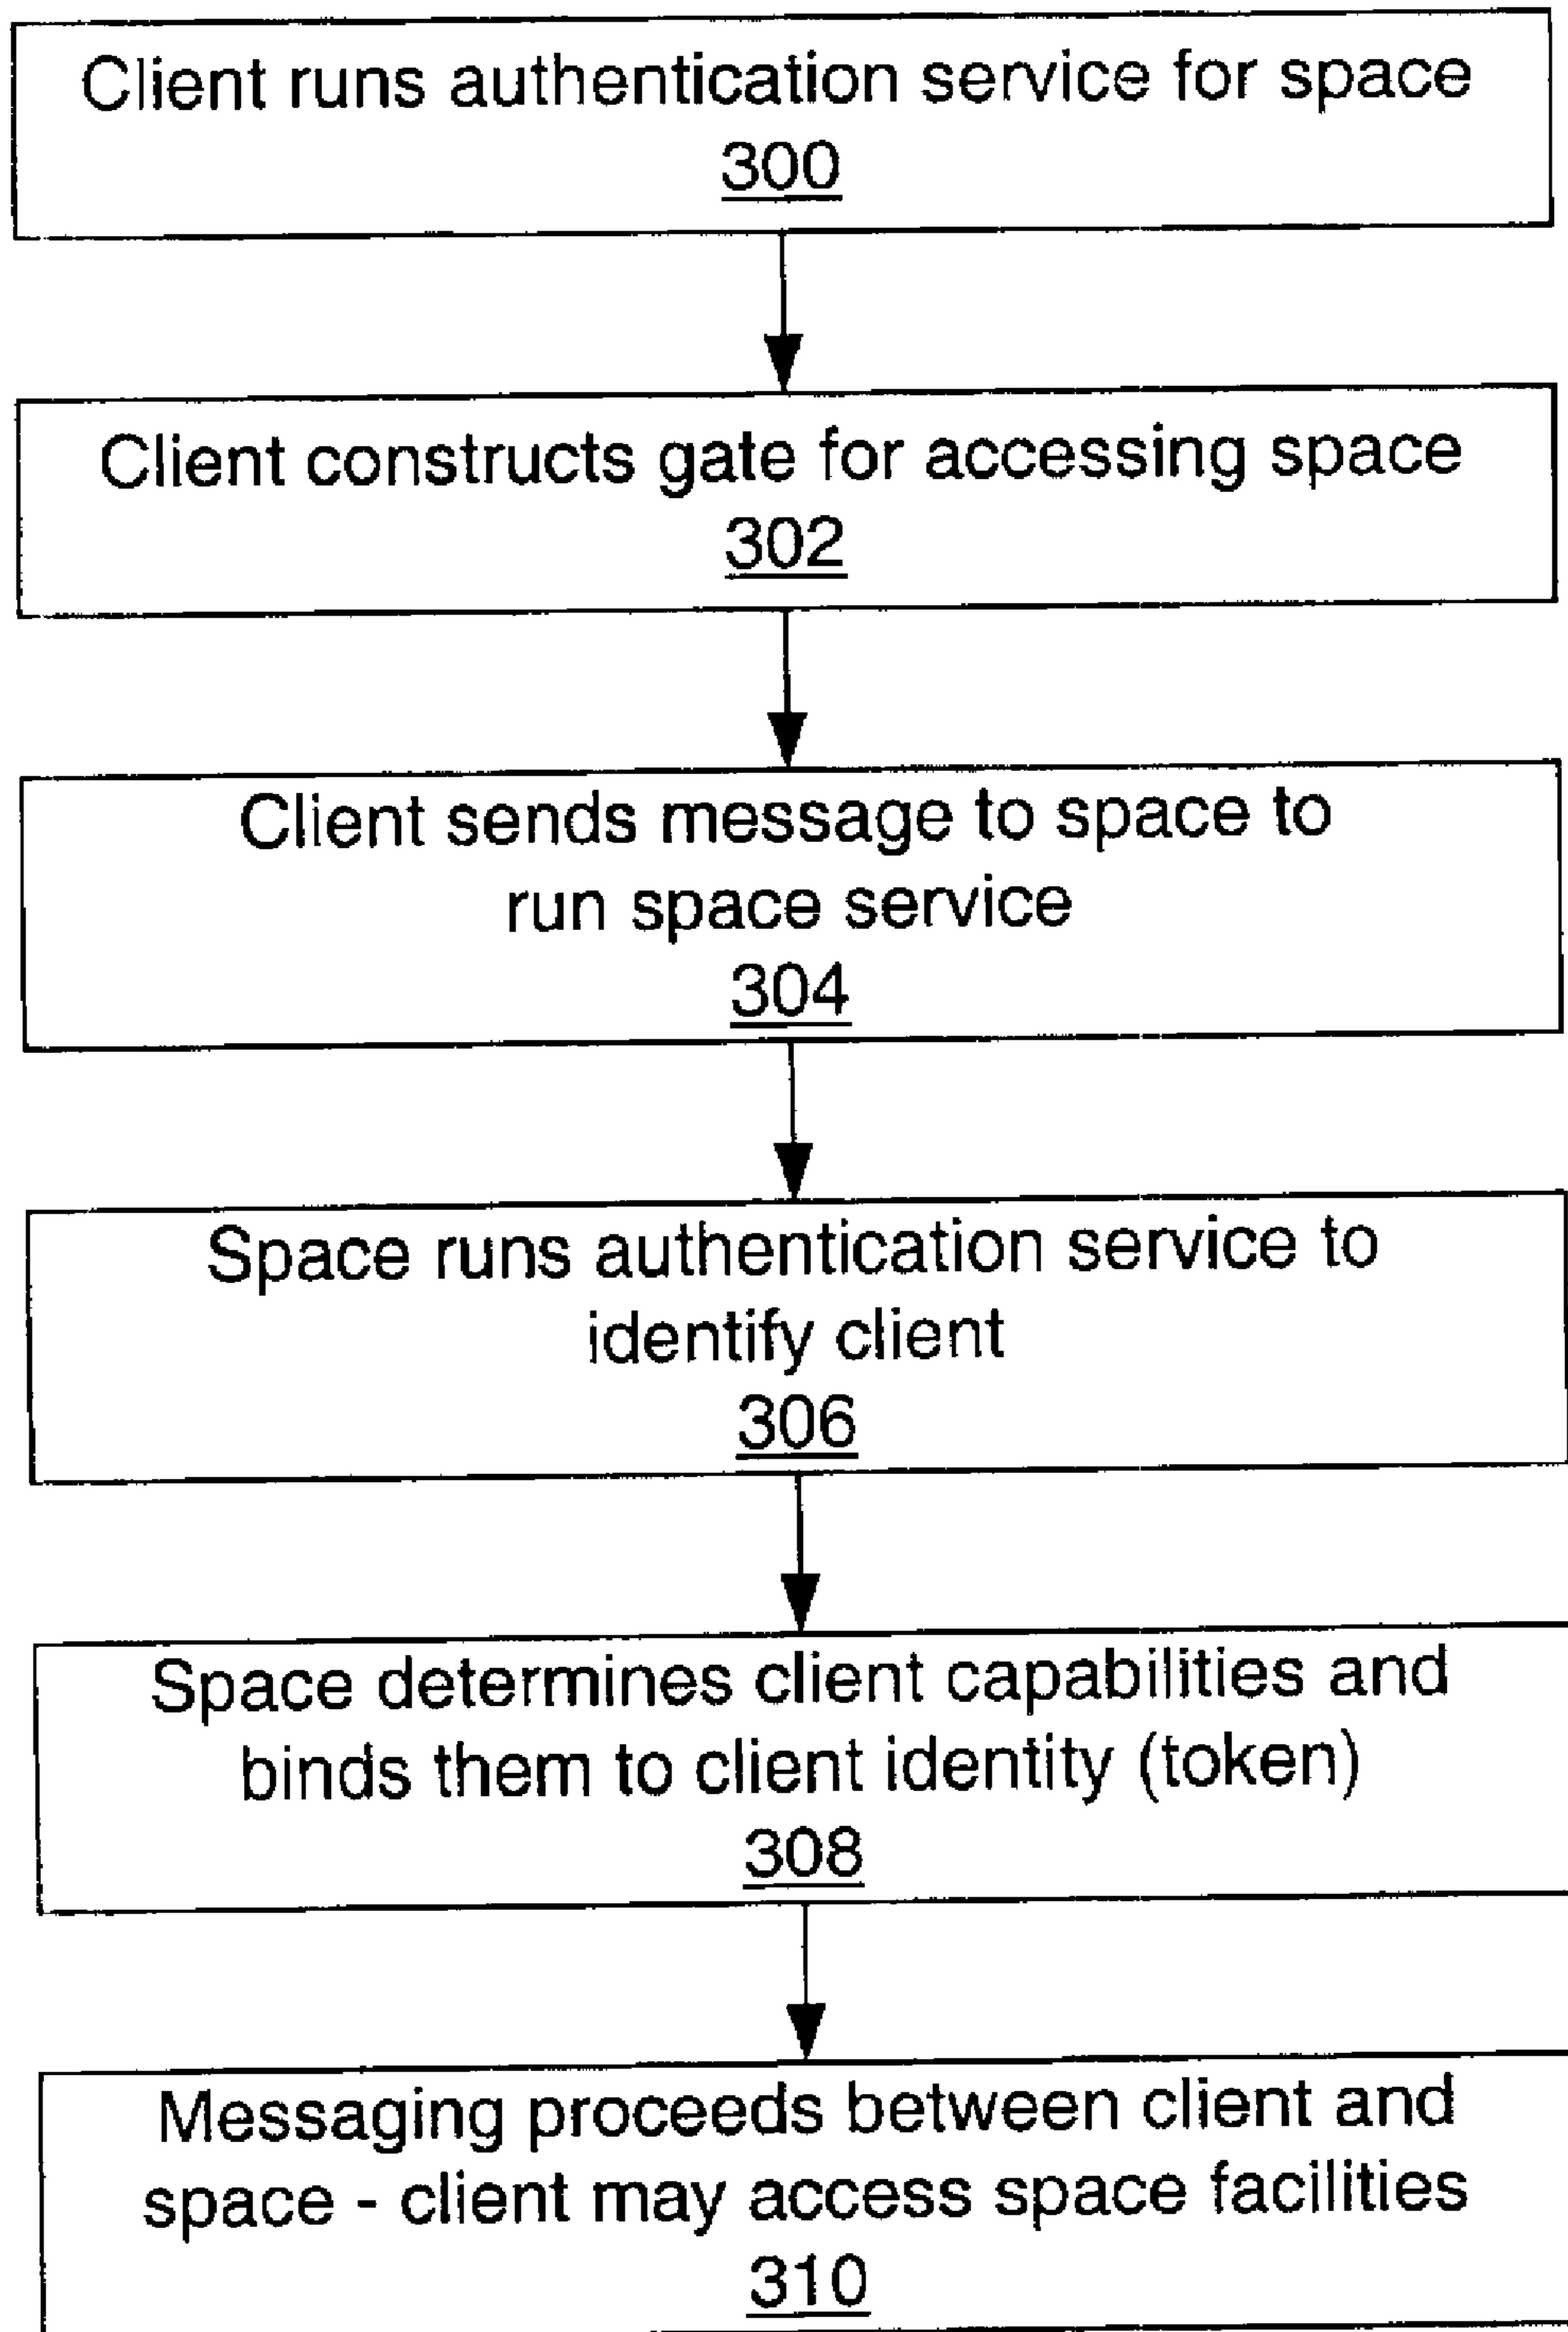 Client runs authentication service for space
300
Client constructs gate for accessing space
302
Client sends message to space to
run space service
304
Space runs authentication service to
identify client
306
Space determines client capabilities and
binds them to client identity (token)
308
Messaging proceeds between client and
space - client may access space facilities
310